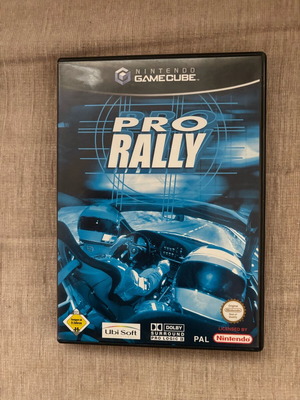 NINTENDO
GAMECUBE
PRO
RALLY
Ubi Soft
DOLBY
SURROUND
PRO LOGIC II
PAL
LICENSED BY
Nintendo